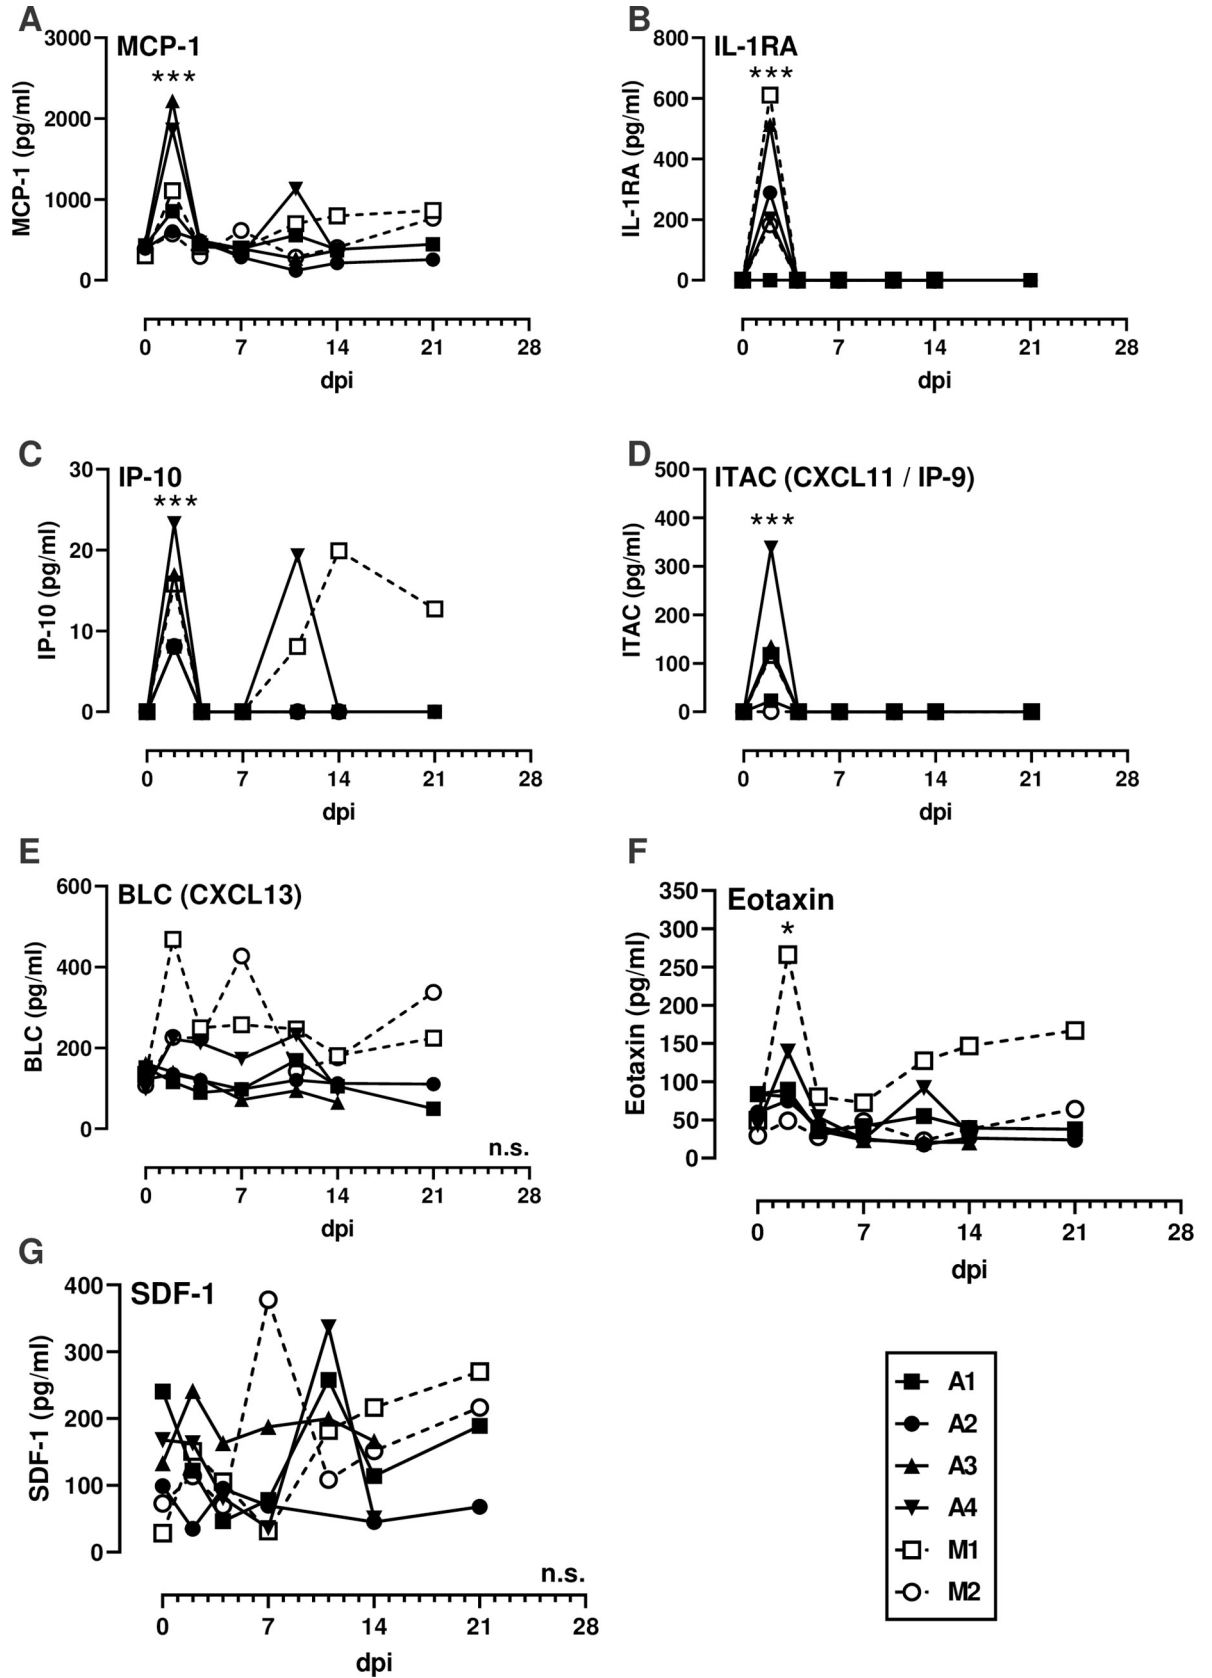 A
MCP-1
***
MCP-1 (pg/ml)
3000
2000
1000
0
0 7 14 21 28
dpi
B
IL-1RA
***
IL-1RA (pg/ml)
800
600
400
200
0
0 7 14 21 28
dpi
C
IP-10
***
IP-10 (pg/ml)
30
20
10
0
0 7 14 21 28
dpi
D
ITAC (CXCL11 / IP-9)
***
ITAC (pg/ml)
500
400
300
200
100
0
0 7 14 21 28
dpi
E
BLC (CXCL13)
BLC (pg/ml)
600
400
200
0
n.s.
0 7 14 21 28
dpi
F
Eotaxin
*
Eotaxin (pg/ml)
350
300
250
200
150
100
50
0
0 7 14 21 28
dpi
G
SDF-1
SDF-1 (pg/ml)
400
300
200
100
0
n.s.
0 7 14 21 28
dpi
A1
A2
A3
A4
M1
M2